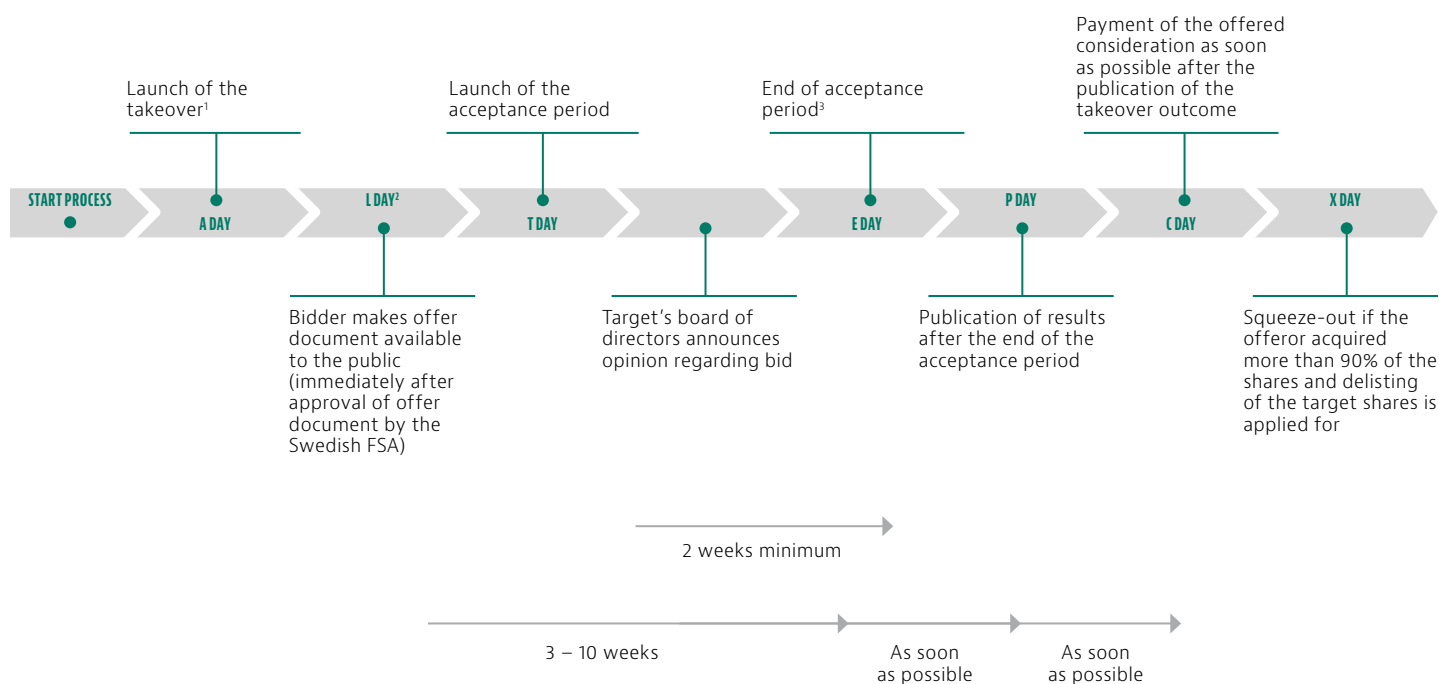 Payment of the offered
consideration as soon
as possible after the
publication of the
takeover outcome
Launch of the
takeover¹
Launch of the
acceptance period
End of acceptance
period³
START PROCESS
A DAY
L DAY²
T DAY
E DAY
P DAY
C DAY
X DAY
Bidder makes offer
document available
to the public
(immediately after
approval of offer
document by the
Swedish FSA)
Target's board of
directors announces
opinion regarding bid
Publication of results
after the end of the
acceptance period
Squeeze-out if the
offeror acquired
more than 90% of the
shares and delisting
of the target shares is
applied for
2 weeks minimum
3 – 10 weeks
As soon
as possible
As soon
as possible